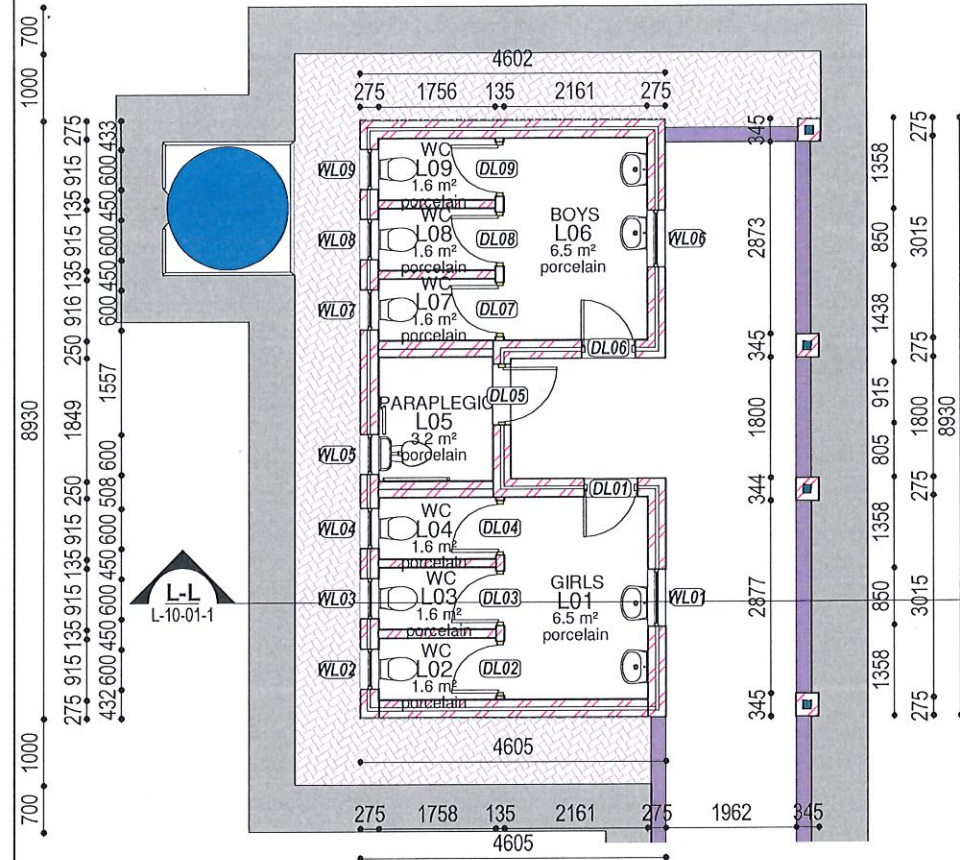 4602
275 1756 135 2161 275
700
1000
8930
1000
700
275
915
135
915
135
916
250
1849
250
915
135
915
135
915
275
433
600
450
600
450
600
1557
600
508
600
450
600
450
600
432
WL09
WC
L09
1.6 m²
porcelain
DL09
WL08
WC
L08
1.6 m²
porcelain
DL08
WL07
WC
L07
1.6 m²
porcelain
DL07
BOYS
L06
6.5 m²
porcelain
WL06
DL06
PARAPLEGIC
L05
3.2 m²
porcelain
DL05
WL05
DL01
WL04
WC
L04
1.6 m²
porcelain
DL04
WL03
WC
L03
1.6 m²
porcelain
DL03
WL02
WC
L02
1.6 m²
porcelain
DL02
GIRLS
L01
6.5 m²
porcelain
WL01
L-L
L-10-01-1
345
2873
345
1800
344
2877
345
1358
850
1438
915
805
1358
850
1358
275
3015
275
1800
275
3015
275
8930
4605
275 1758 135 2161 275 1962 345
4605